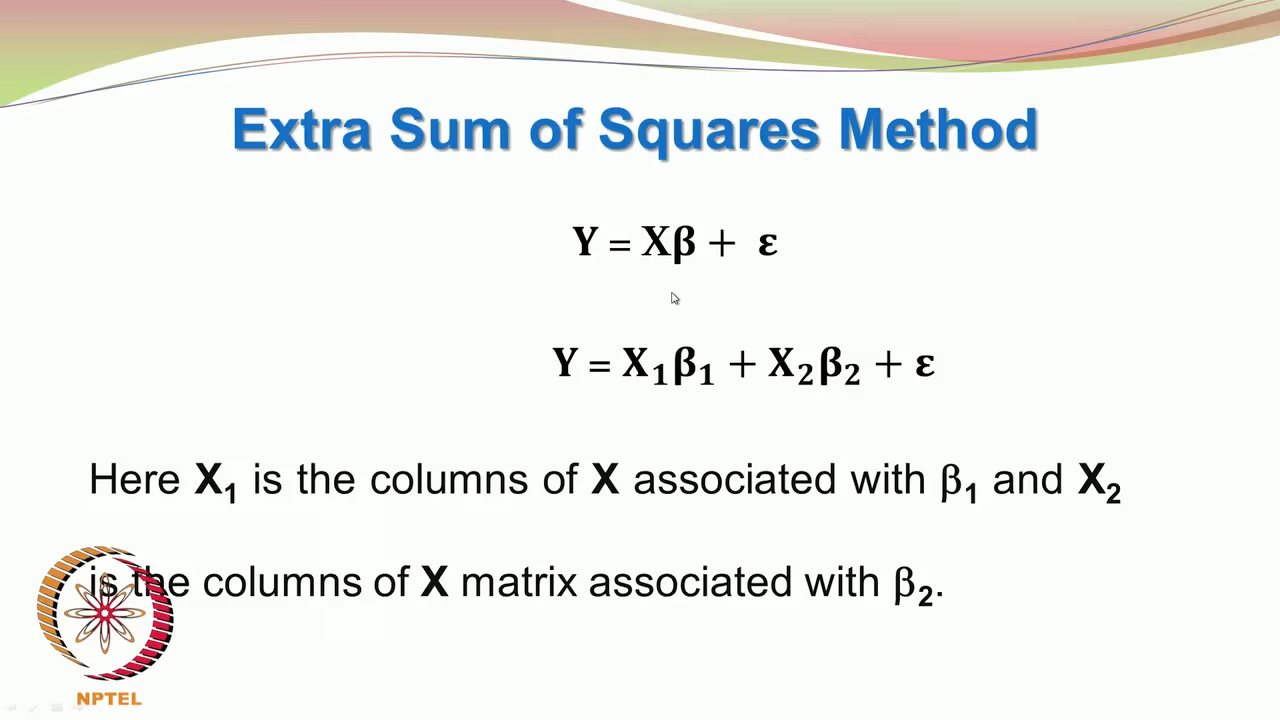 Extra Sum of Squares Method
Y = Xβ + ε
Y = X₁β₁ + X₂β₂ + ε
Here X₁ is the columns of X associated with β₁ and X₂
is the columns of X matrix associated with β₂.
NPTEL